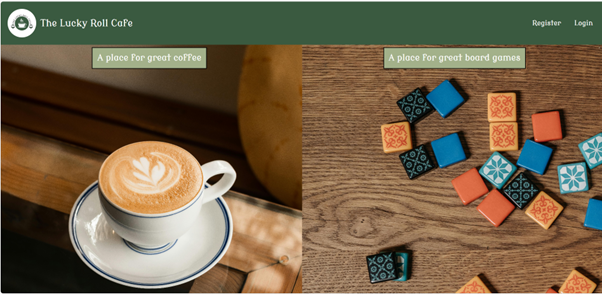 The Lucky Roll Cafe
Register
Login
A place for great coffee
A place for great board games